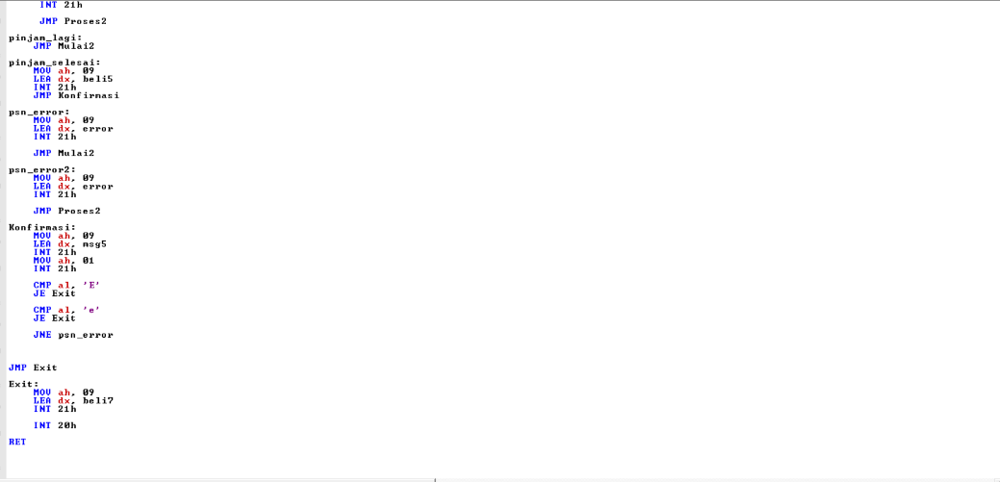 INT 21h
JMP Proses2
pinjam_lagi:
JMP Mulai2
pinjam_selesai:
MOV ah, 09
LEA dx, beli5
INT 21h
JMP Konfirmasi
psn_error:
MOV ah, 09
LEA dx, error
INT 21h
JMP Mulai2
psn_error2:
MOV ah, 09
LEA dx, error
INT 21h
JMP Proses2
Konfirmasi:
MOV ah, 09
LEA dx, msg5
INT 21h
MOV ah, 01
INT 21h
CMP al, 'E'
JE Exit
CMP al, 'e'
JE Exit
JNE psn_error
JMP Exit
Exit:
MOV ah, 09
LEA dx, beli7
INT 21h
INT 20h
RET